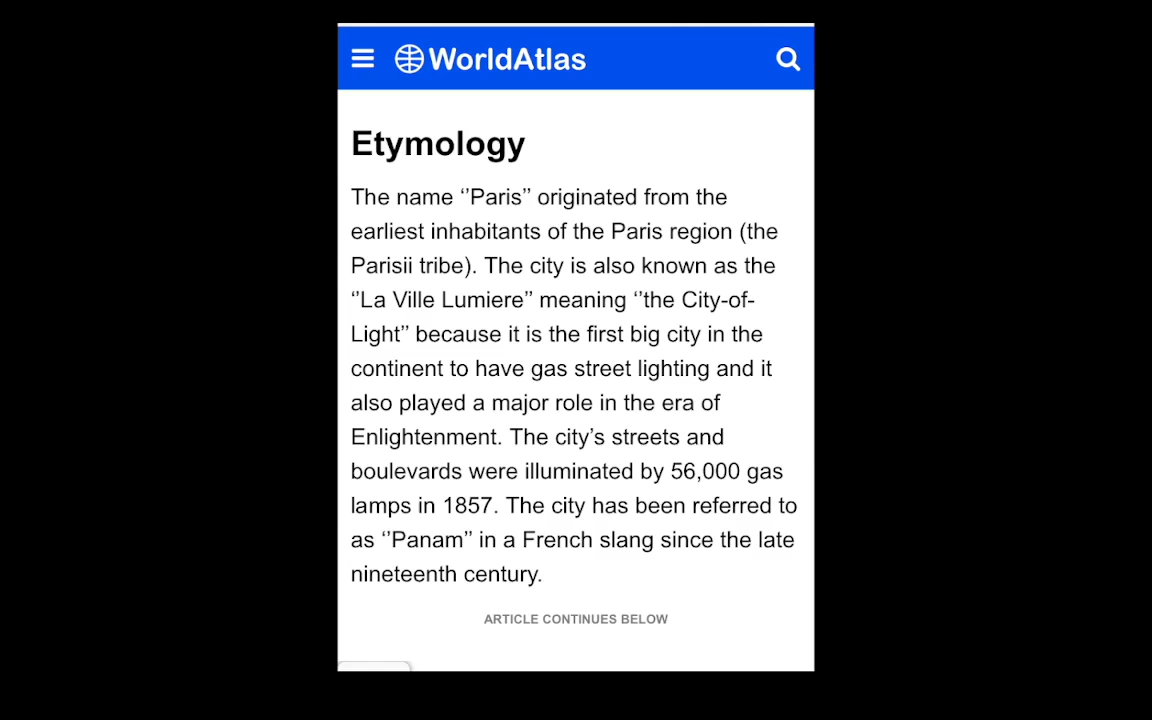 WorldAtlas
Etymology
The name ‘’Paris’’ originated from the
earliest inhabitants of the Paris region (the
Parisii tribe). The city is also known as the
‘’La Ville Lumiere’’ meaning ‘’the City-of-
Light’’ because it is the first big city in the
continent to have gas street lighting and it
also played a major role in the era of
Enlightenment. The city’s streets and
boulevards were illuminated by 56,000 gas
lamps in 1857. The city has been referred to
as ‘’Panam’’ in a French slang since the late
nineteenth century.
ARTICLE CONTINUES BELOW